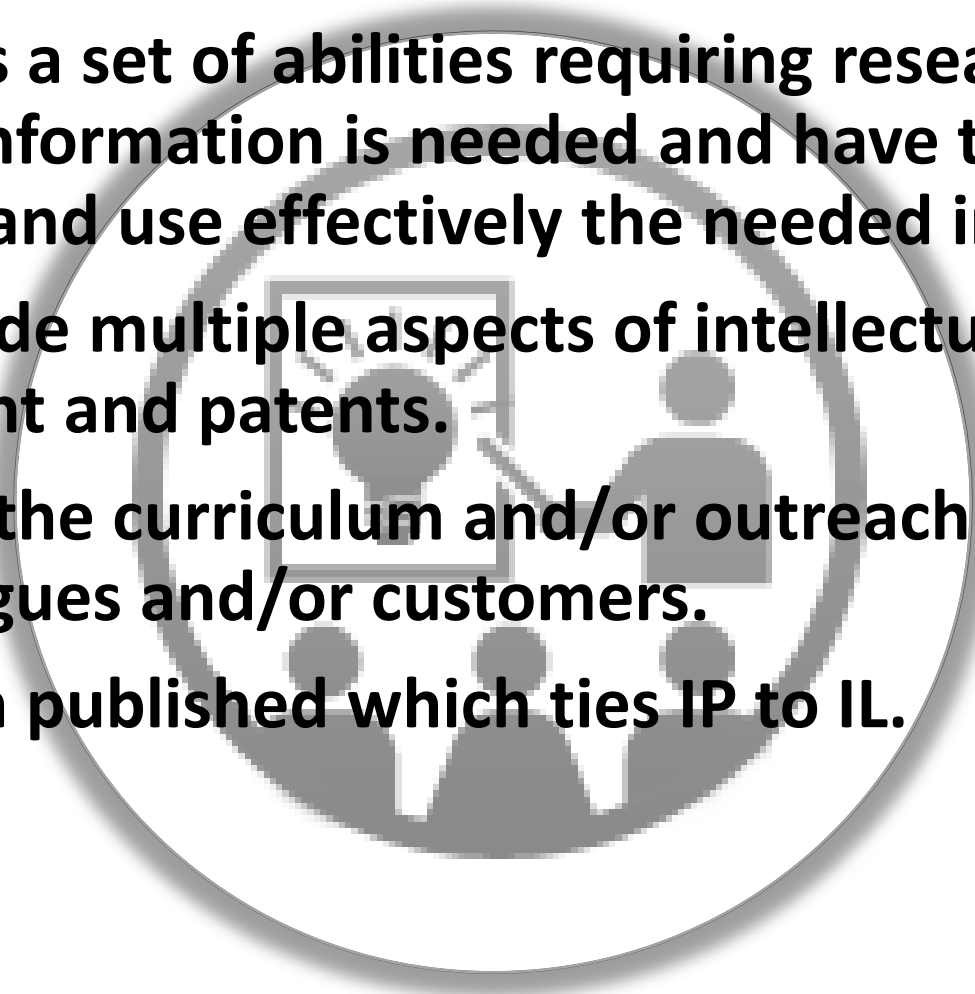 s a set of abilities requiring resea
nformation is needed and have t
and use effectively the needed in
de multiple aspects of intellectu
nt and patents.
the curriculum and/or outreach
gues and/or customers.
n published which ties IP to IL.